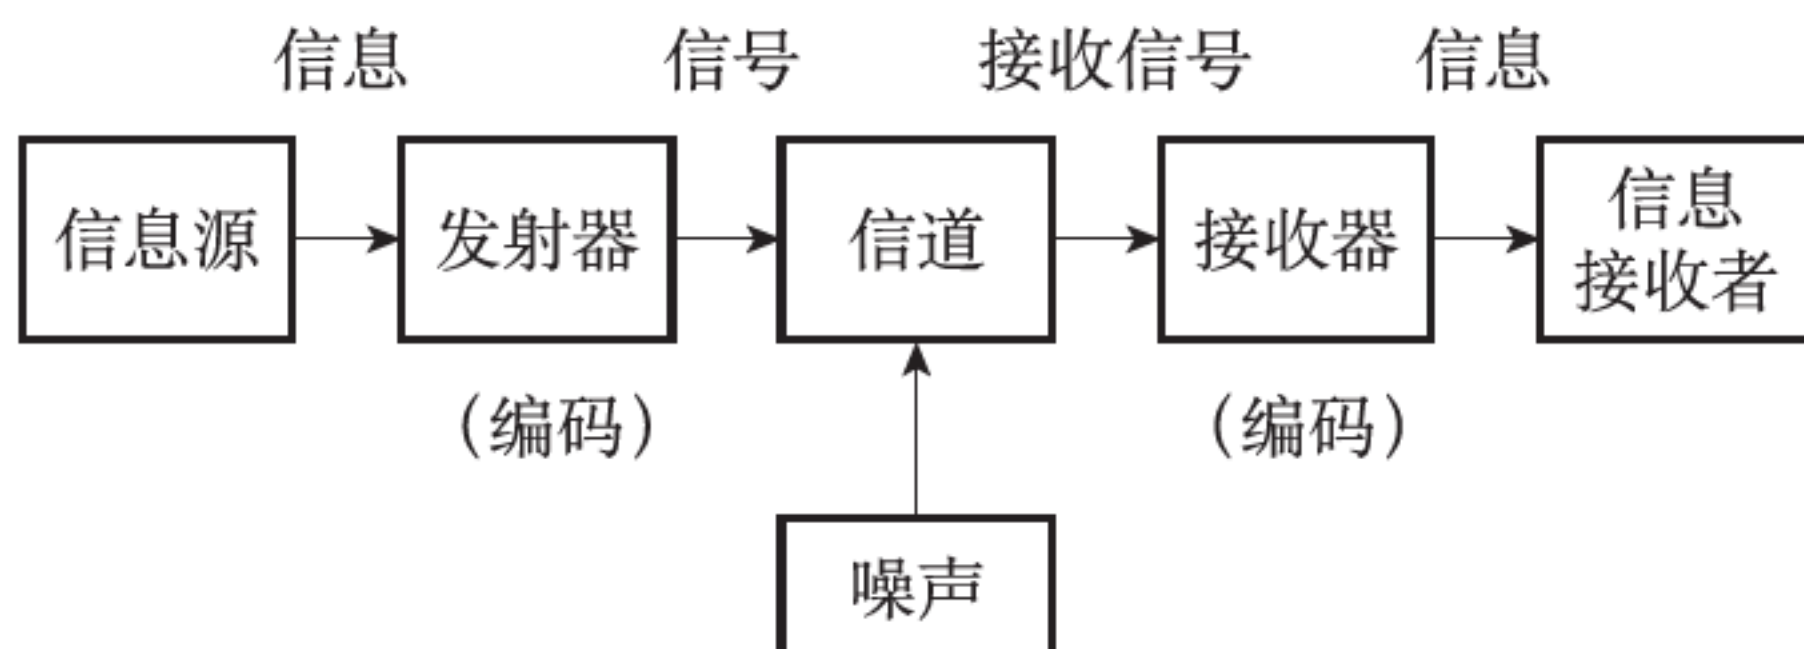 信息 信号 接收信号 信息
信息源 发射器 信道 接收器 信息
接收者
(编码) (编码)
噪声